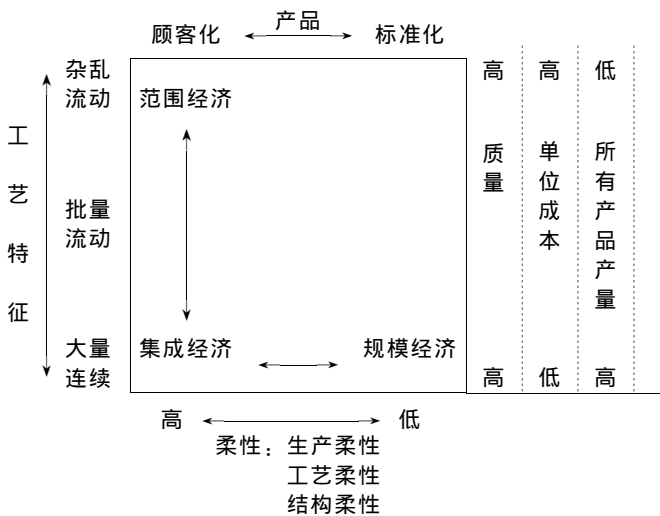 产品
顾客化
标准化
杂乱
流动
范围经济
高
高
低
工艺特征
批量
流动
质量
单位成本
所有产品产量
大量
连续
集成经济
规模经济
高
低
高
高
低
柔性：生产柔性
工艺柔性
结构柔性